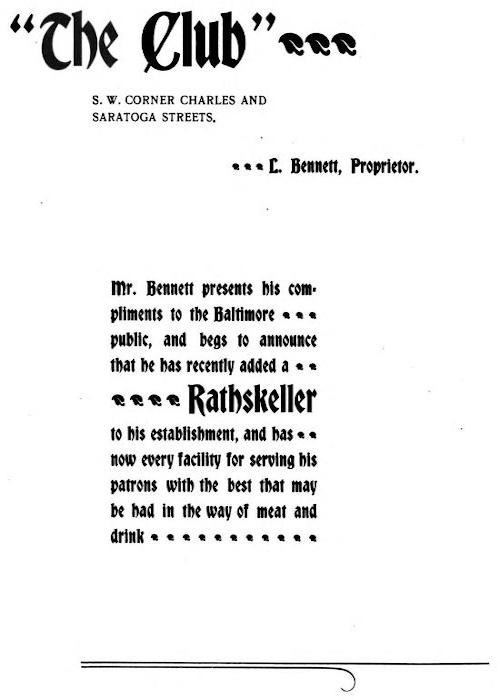 "The Club"
S. W. CORNER CHARLES AND
SARATOGA STREETS.
L. Bennett, Proprietor.
Mr. Bennett presents his com-
pliments to the Baltimore
public, and begs to announce
that he has recently added a
Rathskeller
to his establishment, and has
now every facility for serving his
patrons with the best that may
be had in the way of meat and
drink